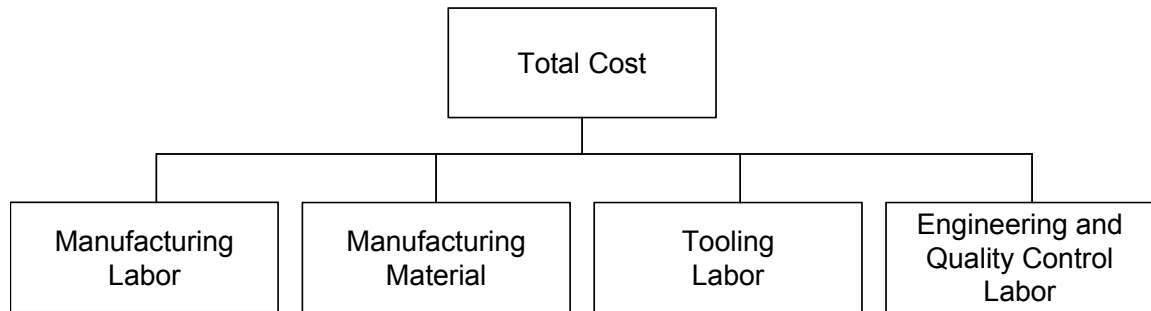 Total Cost
Manufacturing
Labor
Manufacturing
Material
Tooling
Labor
Engineering and
Quality Control
Labor